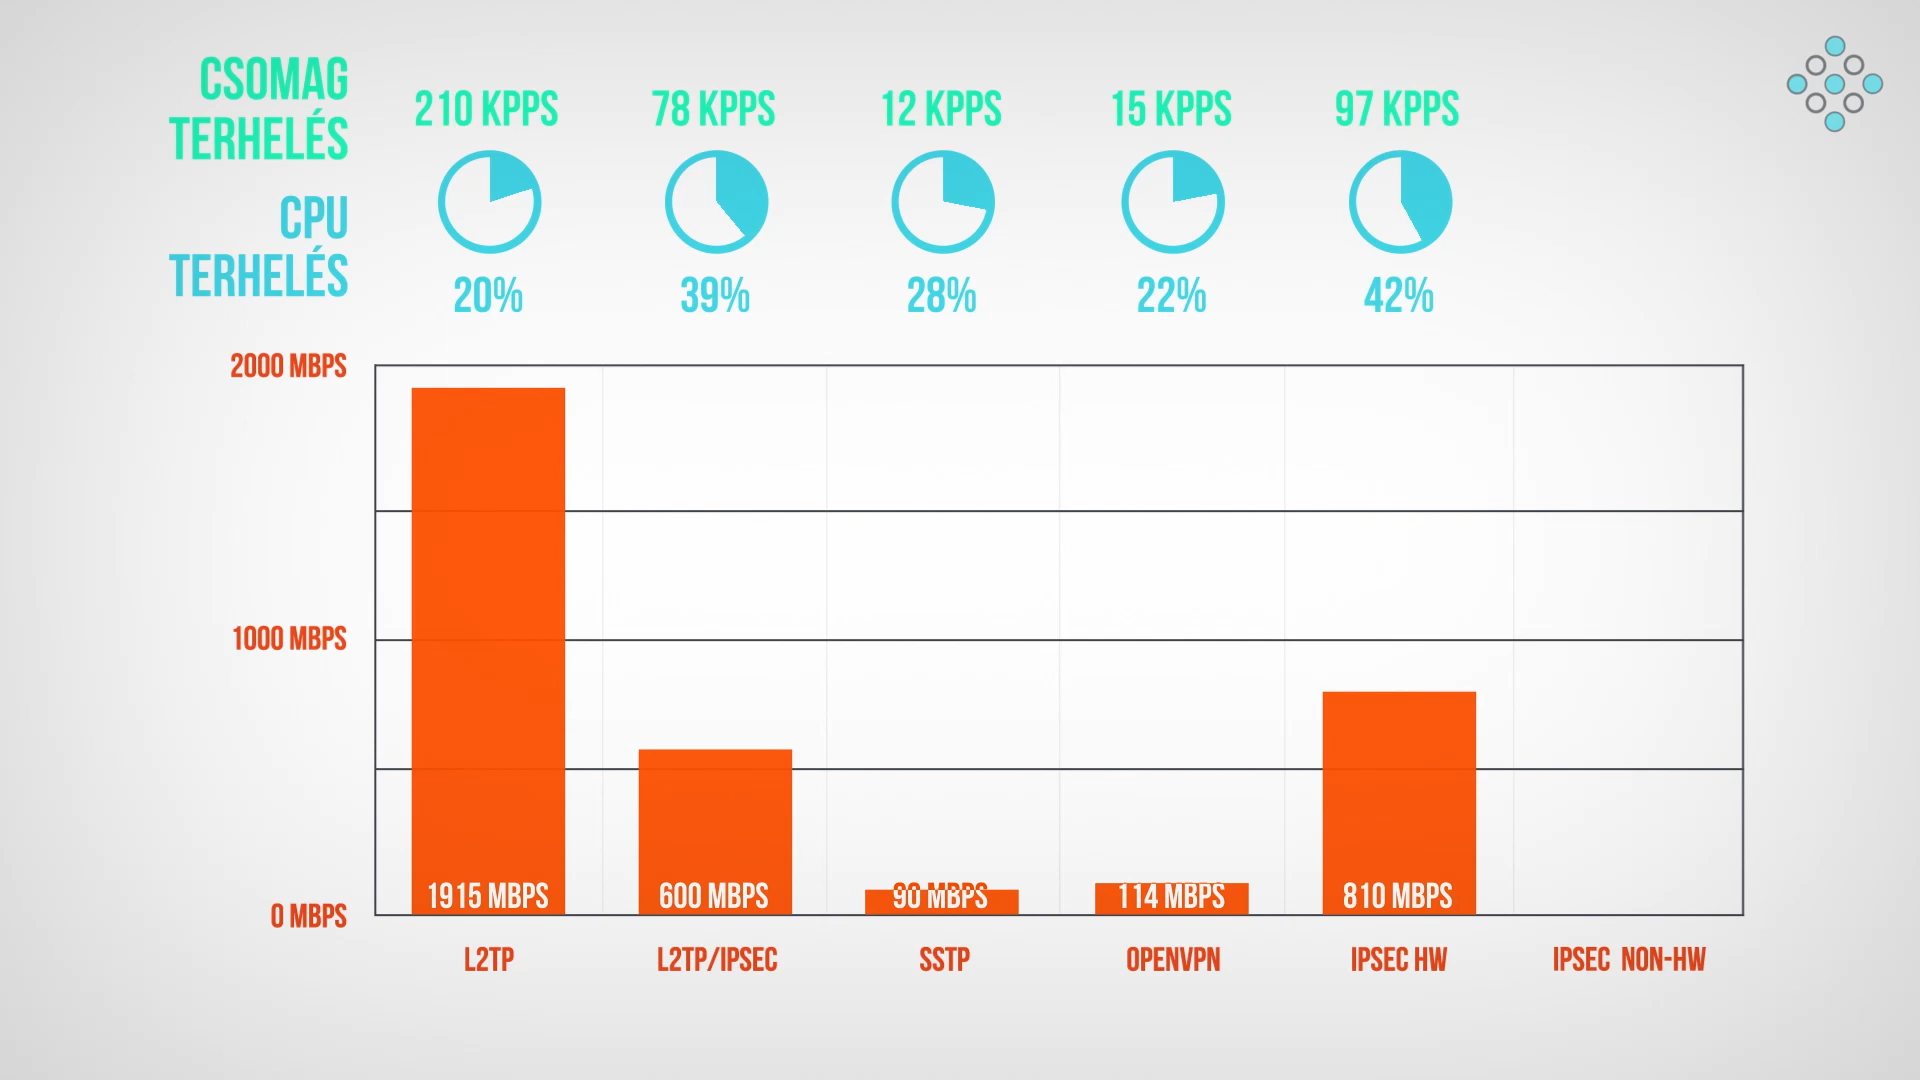 CSOMAG
TERHELÉS
210 KPPS
78 KPPS
12 KPPS
15 KPPS
97 KPPS
CPU
TERHELÉS
20%
39%
28%
22%
42%
2000 MBPS
1000 MBPS
0 MBPS
1915 MBPS
600 MBPS
90 MBPS
114 MBPS
810 MBPS
L2TP
L2TP/IPSEC
SSTP
OPENVPN
IPSEC HW
IPSEC NON-HW